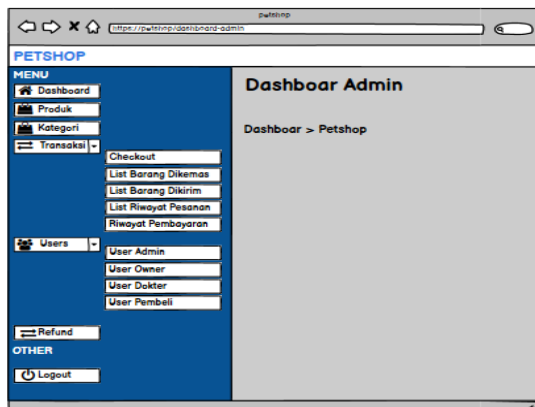 petshop
https://petshop/dashboard-admin
PETSHOP
MENU
Dashboard
Produk
Kategori
Transaksi
Checkout
List Barang Dikemas
List Barang Dikirim
List Riwayat Pesanan
Riwayat Pembayaran
Users
User Admin
User Owner
User Dokter
User Pembeli
Refund
OTHER
Logout
Dashboar Admin
Dashboar > Petshop